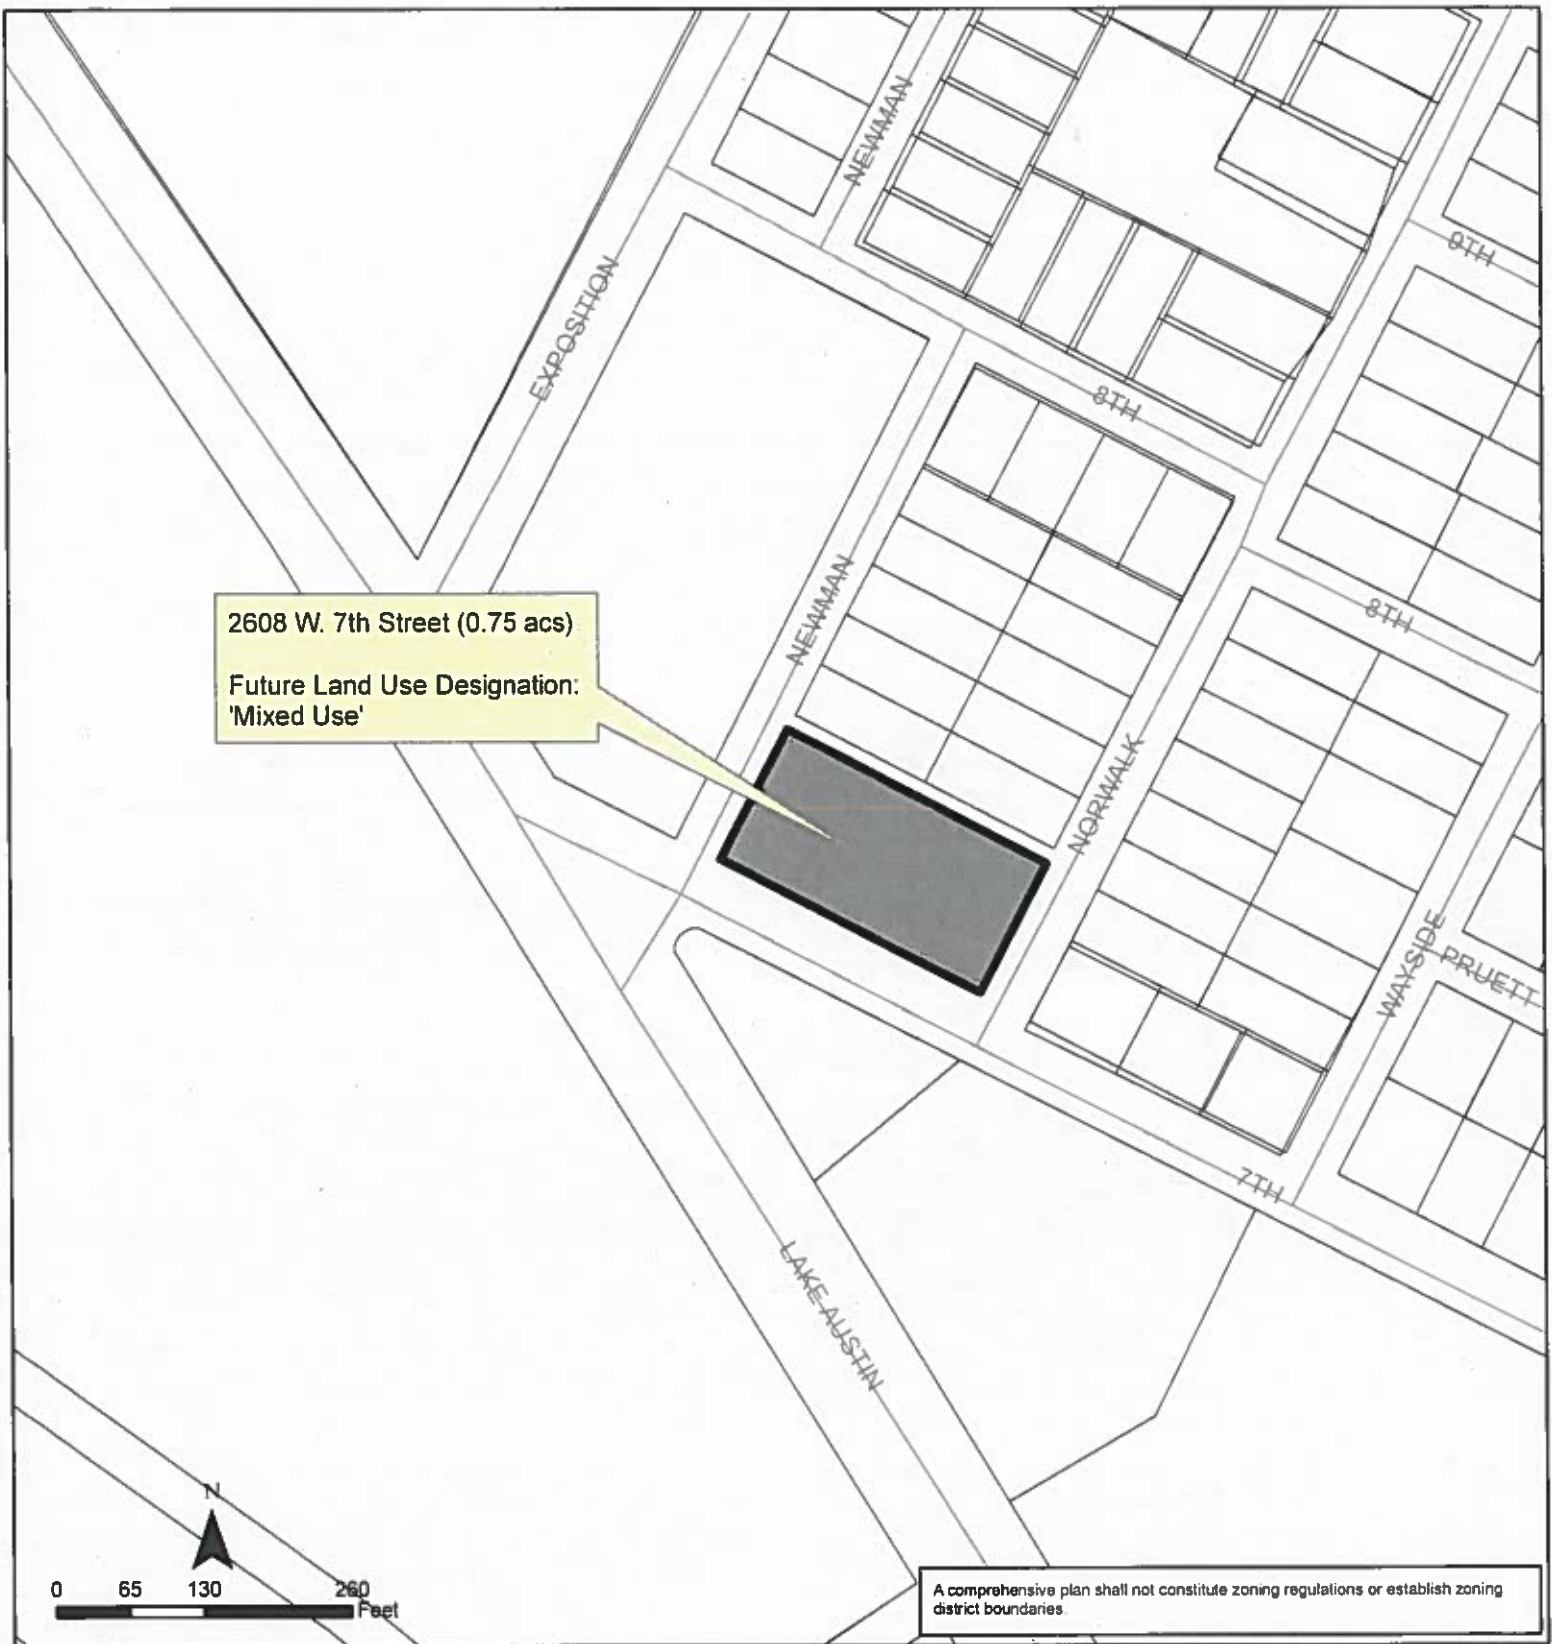 NEWMAN
9TH
EXPOSITION
8TH
NEWMAN
8TH
2608 W. 7th Street (0.75 acs)
Future Land Use Designation:
'Mixed Use'
NORWALK
WAYSIDE
PRUETT
7TH
LAKE AUSTIN
N
0 65 130 260
Feet
A comprehensive plan shall not constitute zoning regulations or establish zoning
district boundaries.